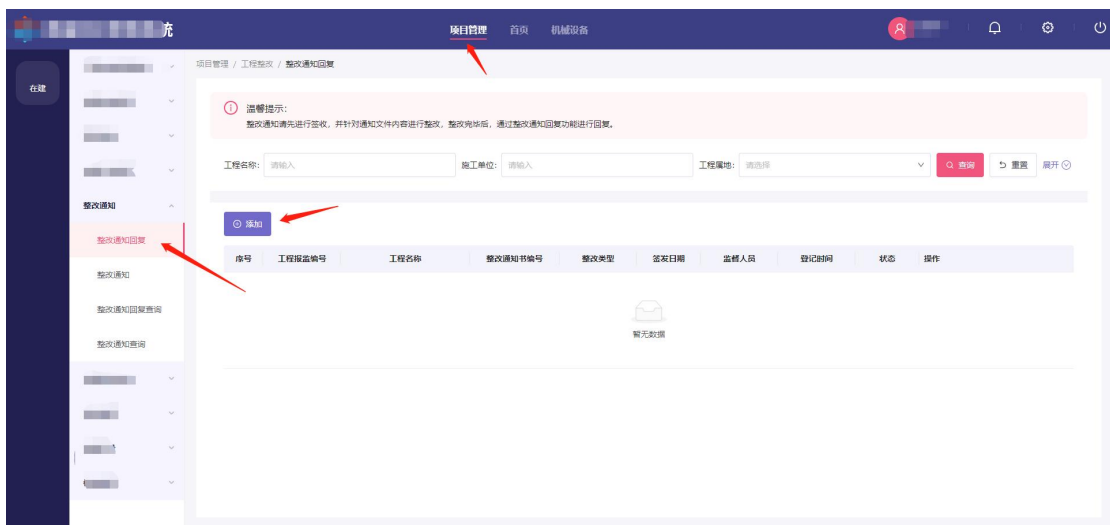 统
项目管理 首页 机械设备
在建
项目管理 / 工程整改 / 整改通知回复
温馨提示:
整改通知请先进行签收，并针对通知文件内容进行整改，整改完毕后，通过整改通知回复功能进行回复。
工程名称: 请输入 施工单位: 请输入 工程属地: 请选择 查询 重置 展开
整改通知
整改通知回复
整改通知
整改通知回复查询
整改通知查询
添加
序号 工程报监编号 工程名称 整改通知书编号 整改类型 签发日期 监督人员 登记时间 状态 操作
暂无数据